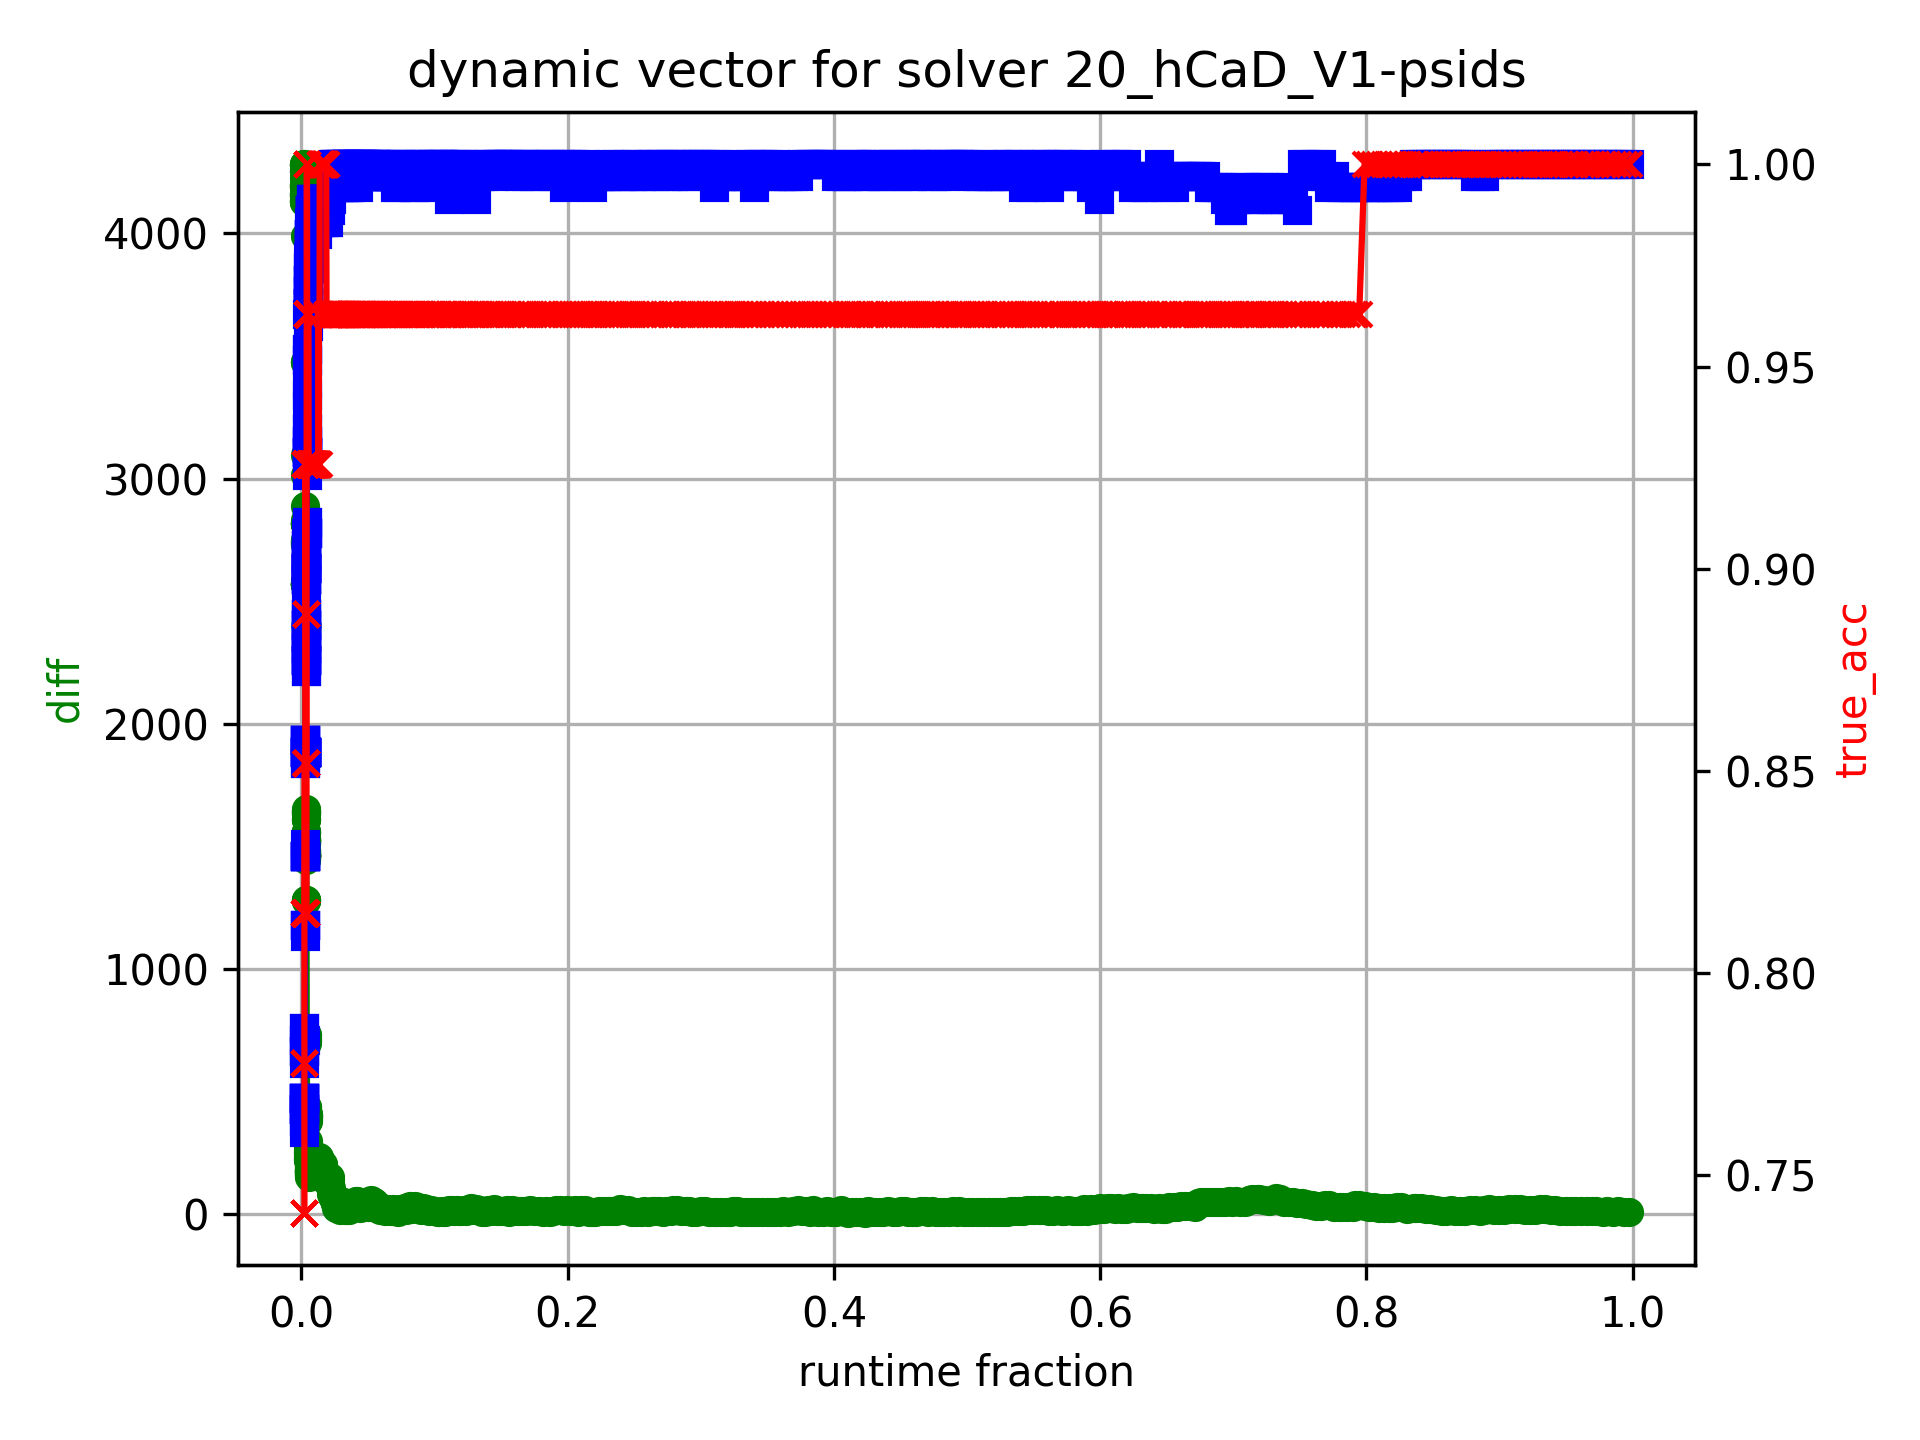 dynamic vector for solver 20_hCaD_V1-psids
4000
3000
2000
1000
0
diff
1.00
0.95
0.90
0.85
0.80
0.75
true_acc
0.0 0.2 0.4 0.6 0.8 1.0
runtime fraction